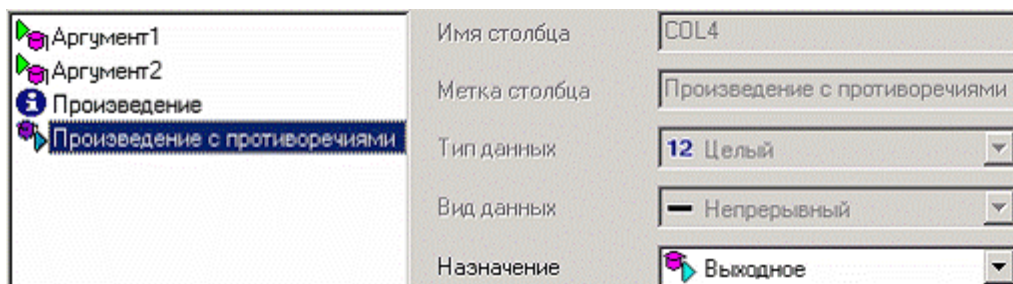 Аргумент1
Аргумент2
Произведение
Произведение с противоречиями
Имя столбца COL4
Метка столбца Произведение с противоречиями
Тип данных 12 Целый
Вид данных Непрерывный
Назначение Выходное